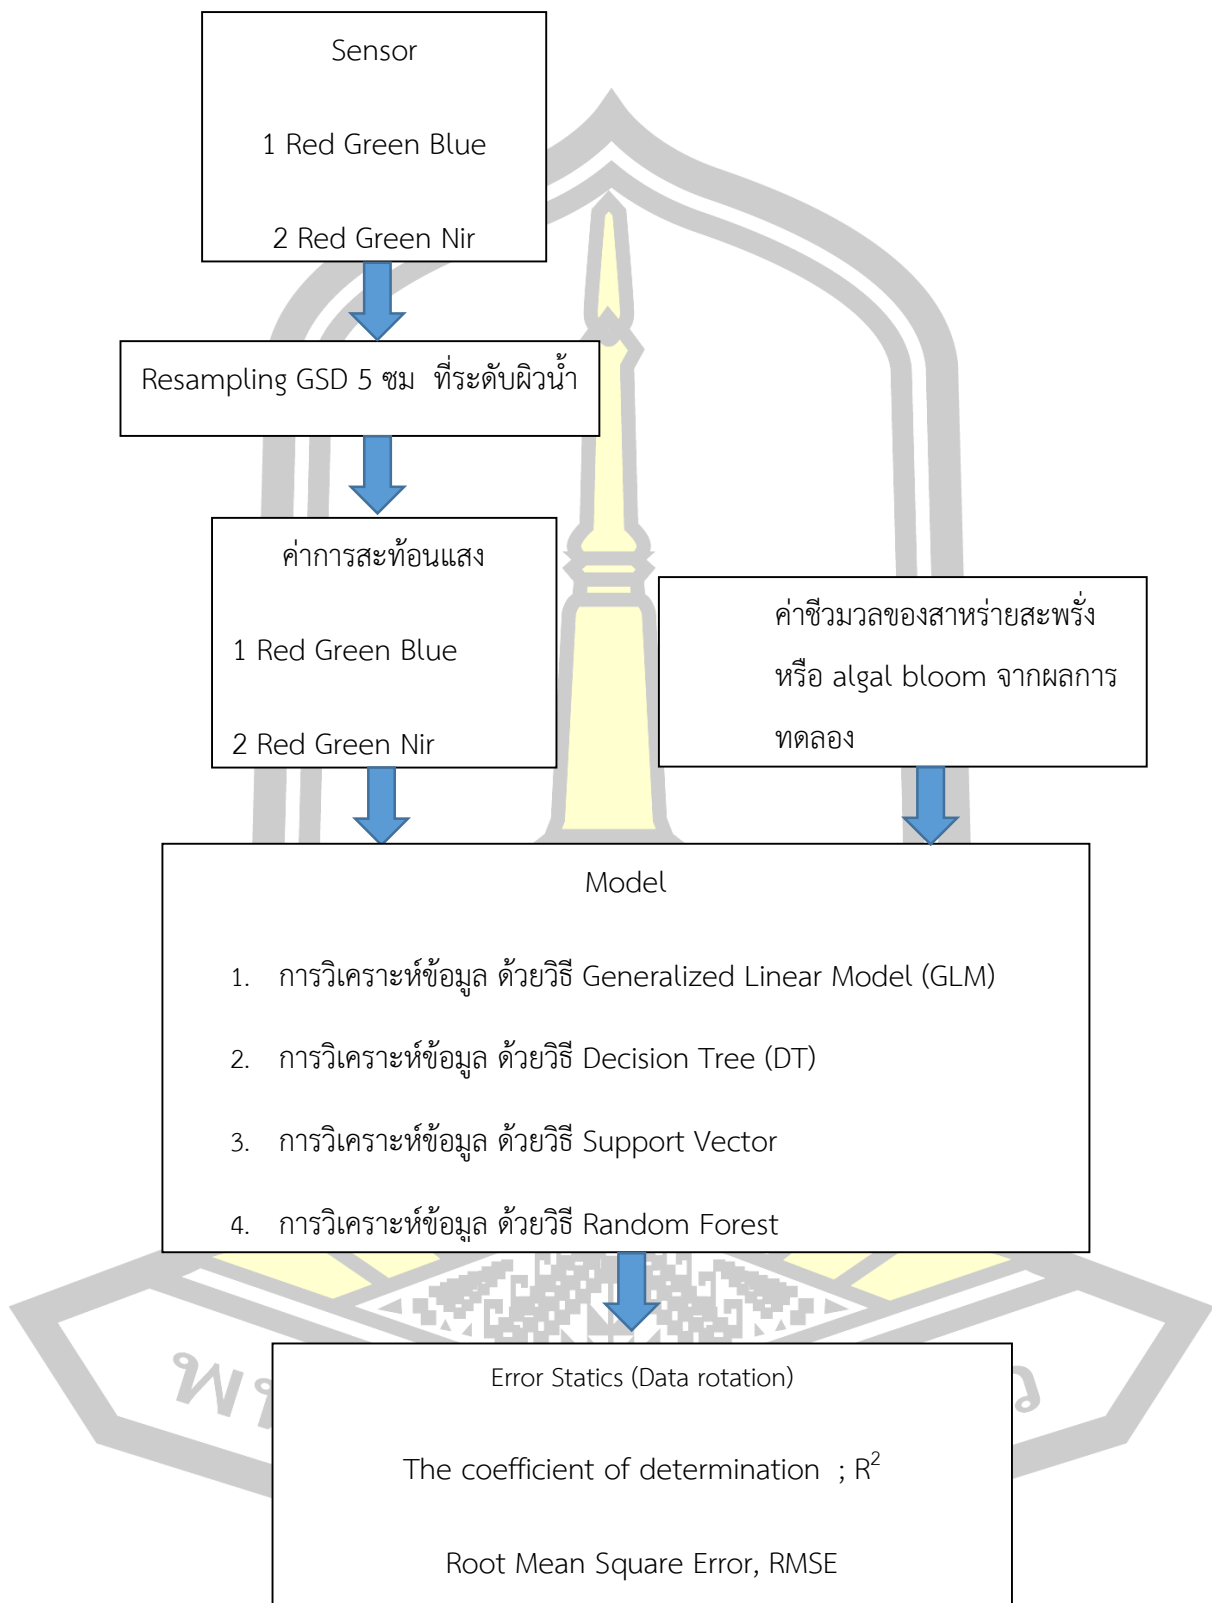 Sensor
1 Red Green Blue
2 Red Green Nir
Resampling GSD 5 ซม ที่ระดับผิวน้ำ
ค่าการสะท้อนแสง
1 Red Green Blue
2 Red Green Nir
ค่าชีวมวลของสาหร่ายสะพรั่ง
หรือ algal bloom จากผลการ
ทดลอง
Model
1. การวิเคราะห์ข้อมูล ด้วยวิธี Generalized Linear Model (GLM)
2. การวิเคราะห์ข้อมูล ด้วยวิธี Decision Tree (DT)
3. การวิเคราะห์ข้อมูล ด้วยวิธี Support Vector
4. การวิเคราะห์ข้อมูล ด้วยวิธี Random Forest
Error Statics (Data rotation)
The coefficient of determination ; R²
Root Mean Square Error, RMSE